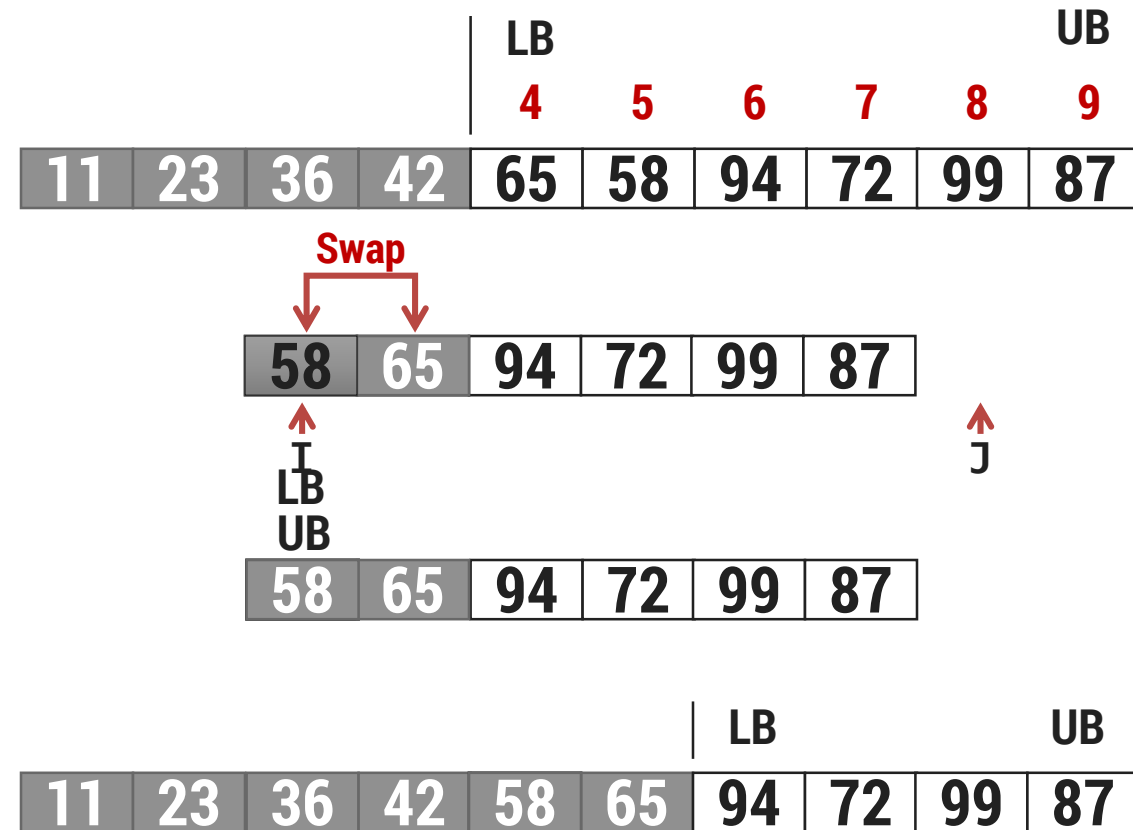 LB UB
4 5 6 7 8 9
11 23 36 42 65 58 94 72 99 87
Swap
58 65 94 72 99 87
I J
LB
UB
58 65 94 72 99 87
LB UB
11 23 36 42 58 65 94 72 99 87